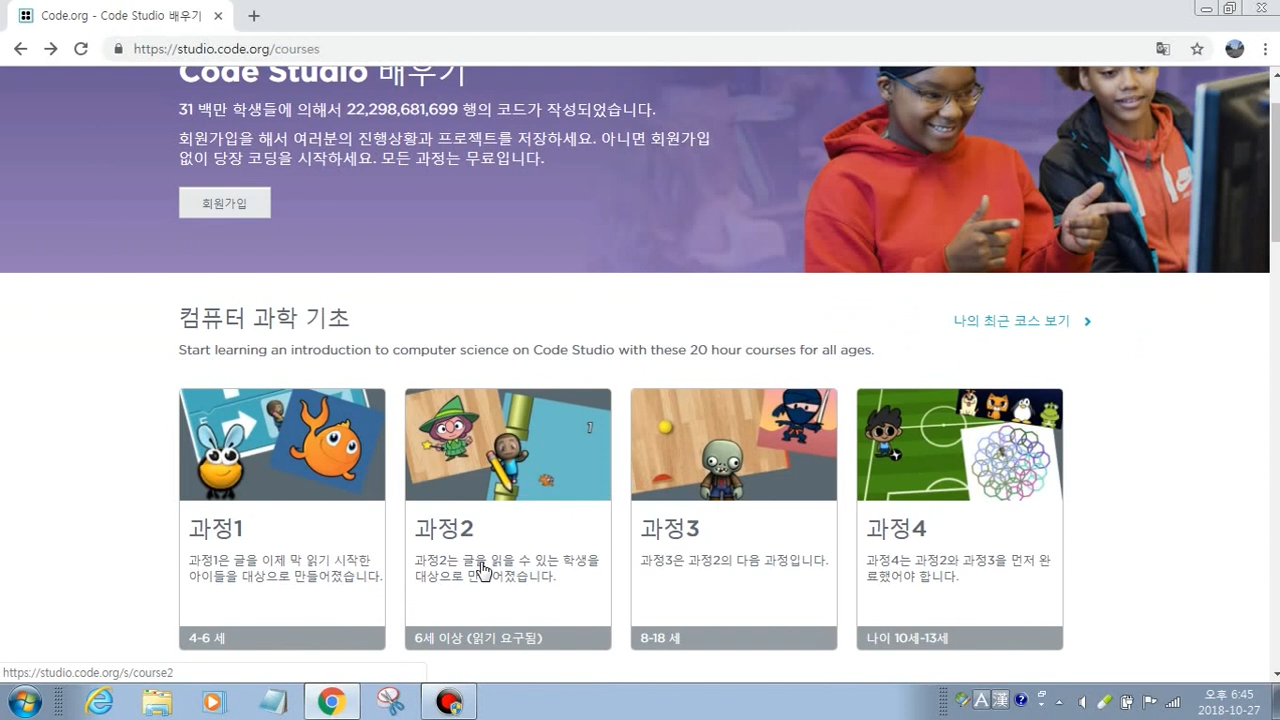 Code.org - Code Studio 배우기
https://studio.code.org/courses
Code Studio 배우기
31 백만 학생들에 의해서 22,298,681,699 행의 코드가 작성되었습니다.
회원가입을 해서 여러분의 진행상황과 프로젝트를 저장하세요. 아니면 회원가입
없이 당장 코딩을 시작하세요. 모든 과정는 무료입니다.
회원가입
컴퓨터 과학 기초
나의 최근 코스 보기
Start learning an introduction to computer science on Code Studio with these 20 hour courses for all ages.
1
과정1
과정1은 글을 이제 막 읽기 시작한
아이들을 대상으로 만들어졌습니다.
4-6 세
과정2
과정2는 글을 읽을 수 있는 학생을
대상으로 만들어졌습니다.
6세 이상 (읽기 요구됨)
과정3
과정3은 과정2의 다음 과정입니다.
8-18 세
과정4
과정4는 과정2와 과정3을 먼저 완
료했어야 합니다.
나이 10세-13세
https://studio.code.org/s/course2
A 漢
오후 6:45
2018-10-27